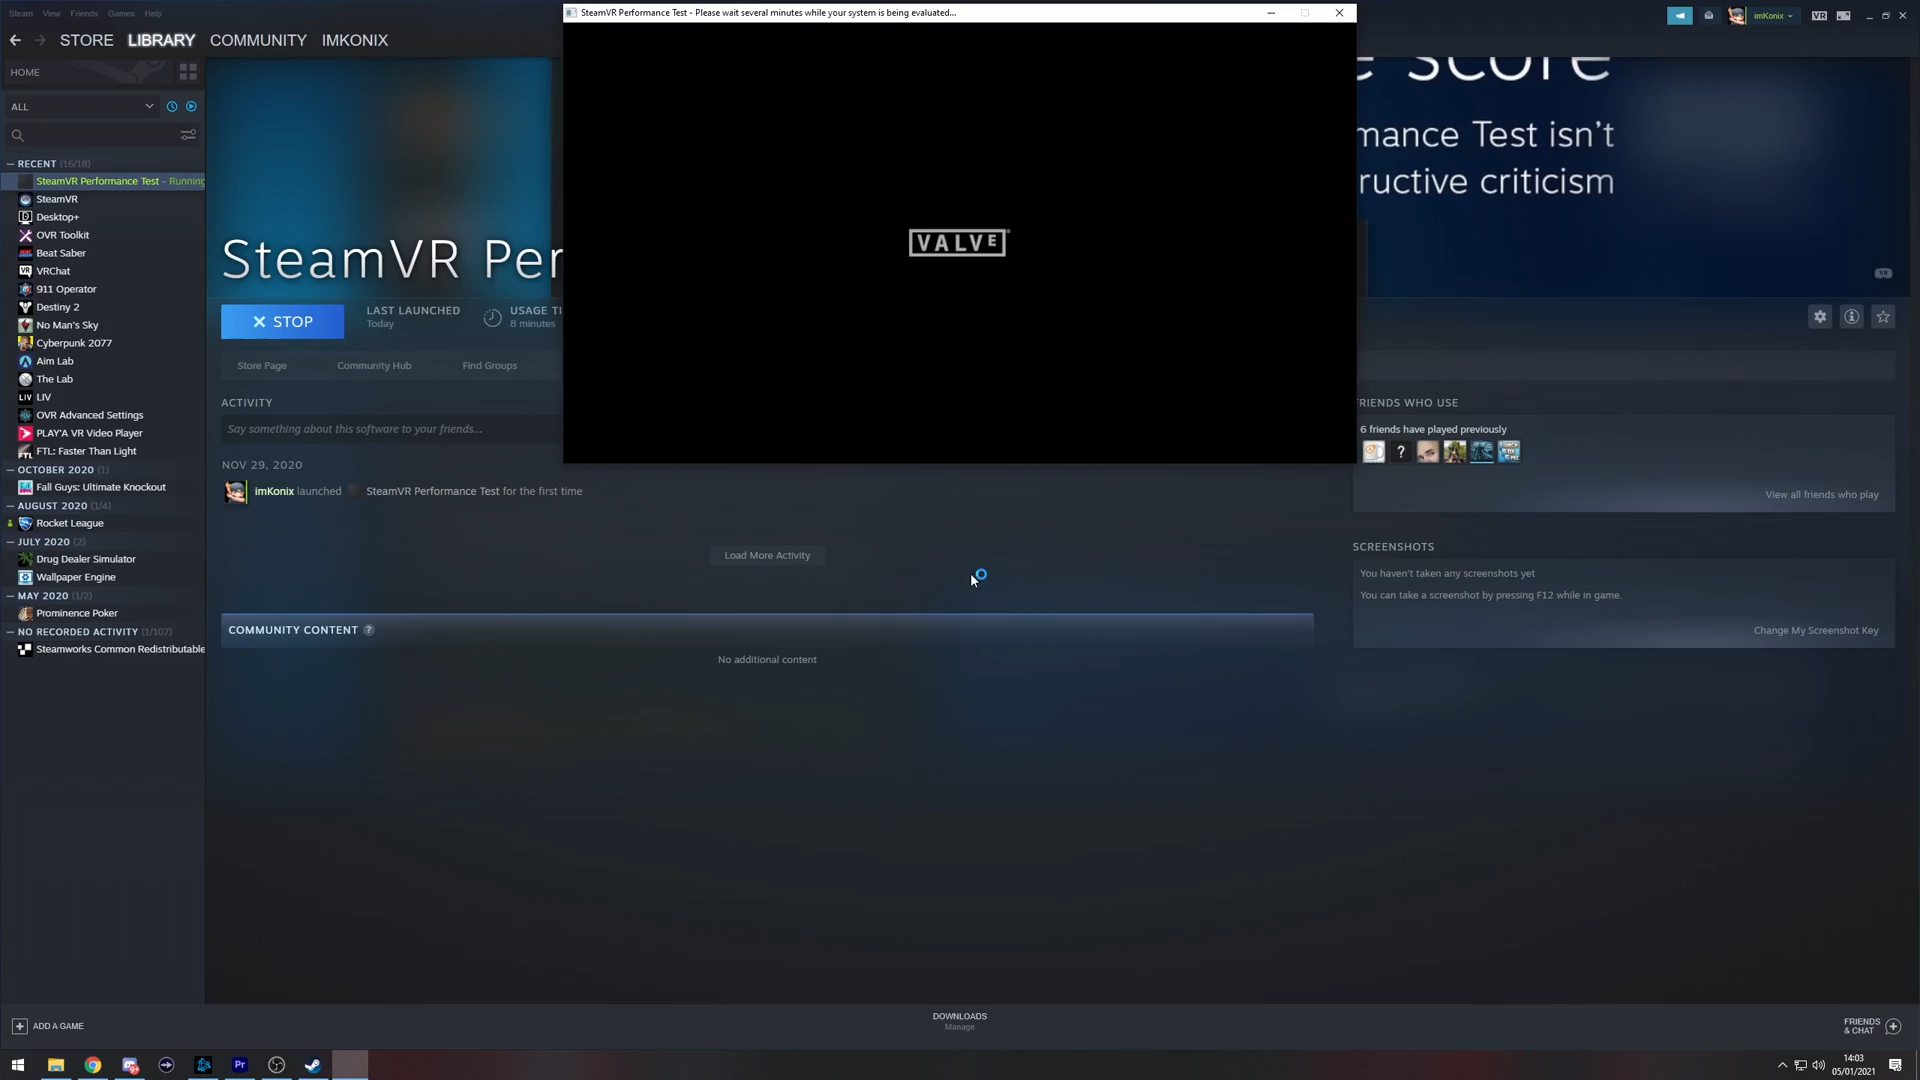 Steam View Friends Games Help
SteamVR Performance Test - Please wait several minutes while your system is being evaluated...
imKonix
VR
STORE LIBRARY COMMUNITY IMKONIX
HOME
ALL
RECENT (16/18)
SteamVR Performance Test - Running
SteamVR
Desktop+
OVR Toolkit
Beat Saber
VRChat
911 Operator
Destiny 2
No Man's Sky
Cyberpunk 2077
Aim Lab
The Lab
LIV
OVR Advanced Settings
PLAY'A VR Video Player
FTL: Faster Than Light
OCTOBER 2020 (1)
Fall Guys: Ultimate Knockout
AUGUST 2020 (1/4)
Rocket League
JULY 2020 (2)
Drug Dealer Simulator
Wallpaper Engine
MAY 2020 (1/2)
Prominence Poker
NO RECORDED ACTIVITY (1/107)
Steamworks Common Redistributable
VALVE
e score
mance Test isn't
ructive criticism
SteamVR Per
STOP
LAST LAUNCHED
Today
USAGE TI
8 minutes
Store Page Community Hub Find Groups
ACTIVITY
Say something about this software to your friends...
NOV 29, 2020
imKonix launched SteamVR Performance Test for the first time
Load More Activity
COMMUNITY CONTENT ?
No additional content
FRIENDS WHO USE
6 friends have played previously
?
View all friends who play
SCREENSHOTS
You haven't taken any screenshots yet
You can take a screenshot by pressing F12 while in game.
Change My Screenshot Key
ADD A GAME
DOWNLOADS
Manage
FRIENDS
& CHAT
Pr
14:03
05/01/2021